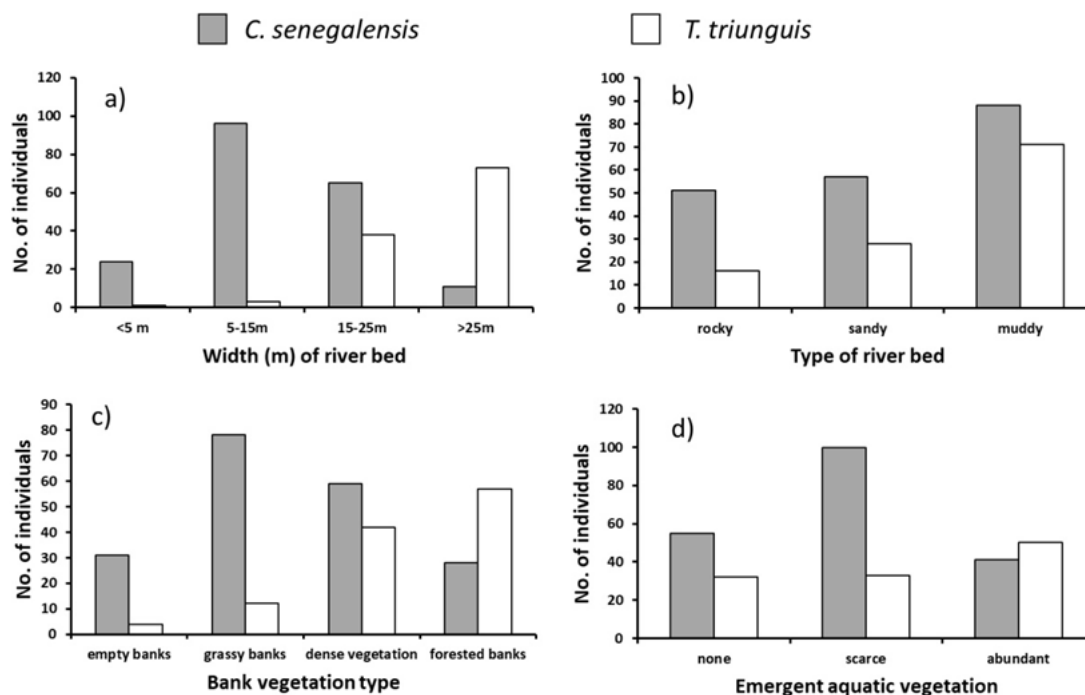 C. senegalensis
T. triunguis
a)
No. of individuals
120
100
80
60
40
20
0
<5 m 5-15m 15-25m >25m
Width (m) of river bed
b)
No. of individuals
100
90
80
70
60
50
40
30
20
10
0
rocky sandy muddy
Type of river bed
c)
No. of individuals
90
80
70
60
50
40
30
20
10
0
empty banks grassy banks dense vegetation forested banks
Bank vegetation type
d)
No. of individuals
120
100
80
60
40
20
0
none scarce abundant
Emergent aquatic vegetation